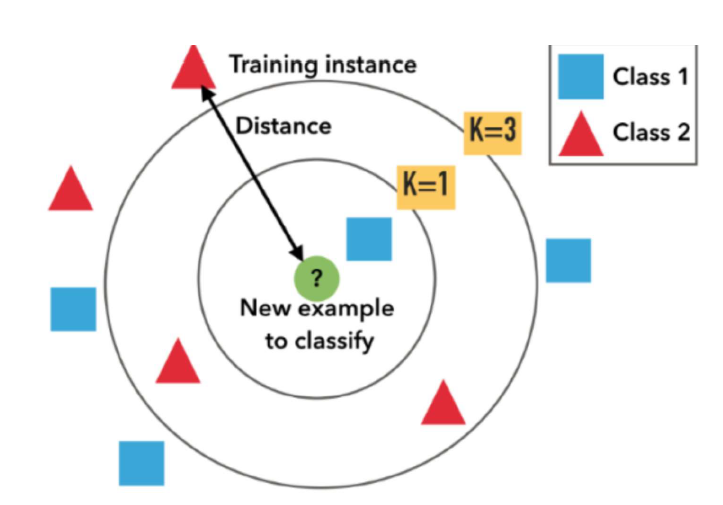 Training instance
Distance
K=3
K=1
?
New example
to classify
Class 1
Class 2